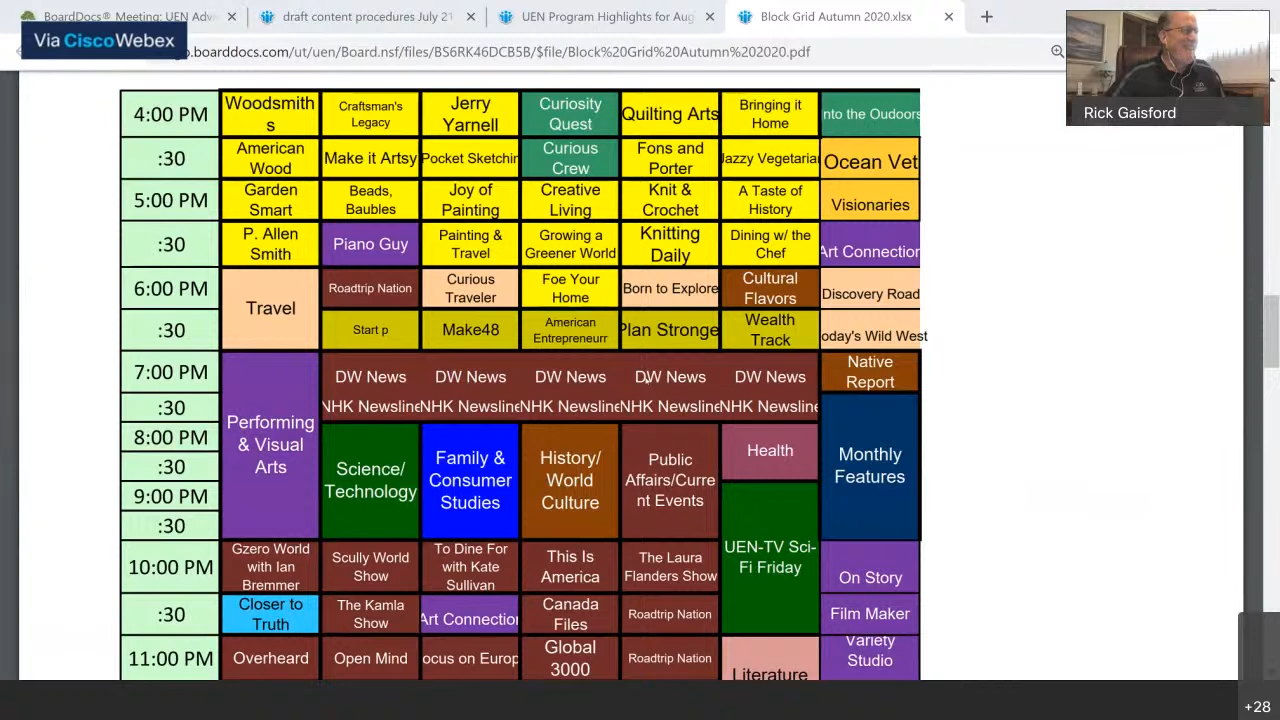 BoardDocs® Meeting: UEN Adv
draft content procedures July 21
UEN Program Highlights for Aug
Block Grid Autumn 2020.xlsx
Via Cisco Webex
.boarddocs.com/ut/uen/Board.nsf/files/BS6RK46DCB5B/$file/Block%20Grid%20Autumn%202020.pdf
Rick Gaisford
4:00 PM
Woodsmith
s
Craftsman's
Legacy
Jerry
Yarnell
Curiosity
Quest
Quilting Arts
Bringing it
Home
nto the Oudoors
:30
American
Wood
Make it Artsy
Pocket Sketchin
Curious
Crew
Fons and
Porter
Jazzy Vegetarian
Ocean Vet
5:00 PM
Garden
Smart
Beads,
Baubles
Joy of
Painting
Creative
Living
Knit &
Crochet
A Taste of
History
Visionaries
:30
P. Allen
Smith
Piano Guy
Painting &
Travel
Growing a
Greener World
Knitting
Daily
Dining w/ the
Chef
Art Connection
6:00 PM
Travel
Roadtrip Nation
Curious
Traveler
Foe Your
Home
Born to Explore
Cultural
Flavors
Discovery Road
:30
Start p
Make48
American
Entrepreneurr
Plan Stronger
Wealth
Track
oday's Wild West
7:00 PM
Performing
& Visual
Arts
DW News
DW News
DW News
DW News
DW News
Native
Report
:30
NHK Newsline
NHK Newsline
NHK Newsline
NHK Newsline
NHK Newsline
Monthly
Features
8:00 PM
Science/
Technology
Family &
Consumer
Studies
History/
World
Culture
Public
Affairs/Curre
nt Events
Health
:30
9:00 PM
UEN-TV Sci-
Fi Friday
:30
10:00 PM
Gzero World
with Ian
Bremmer
Scully World
Show
To Dine For
with Kate
Sullivan
This Is
America
The Laura
Flanders Show
On Story
:30
Closer to
Truth
The Kamla
Show
Art Connection
Canada
Files
Roadtrip Nation
Film Maker
11:00 PM
Overheard
Open Mind
ocus on Europ
Global
3000
Roadtrip Nation
Literature
Variety
Studio
+28